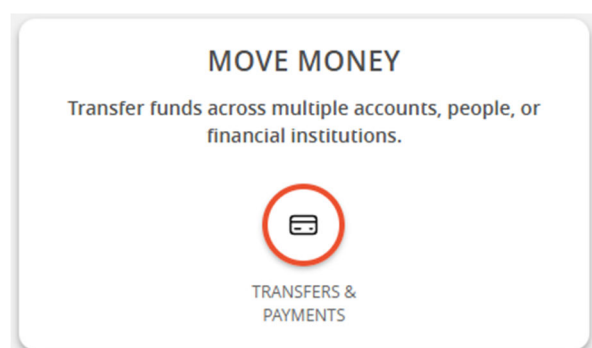 MOVE MONEY
Transfer funds across multiple accounts, people, or
financial institutions.
TRANSFERS &
PAYMENTS